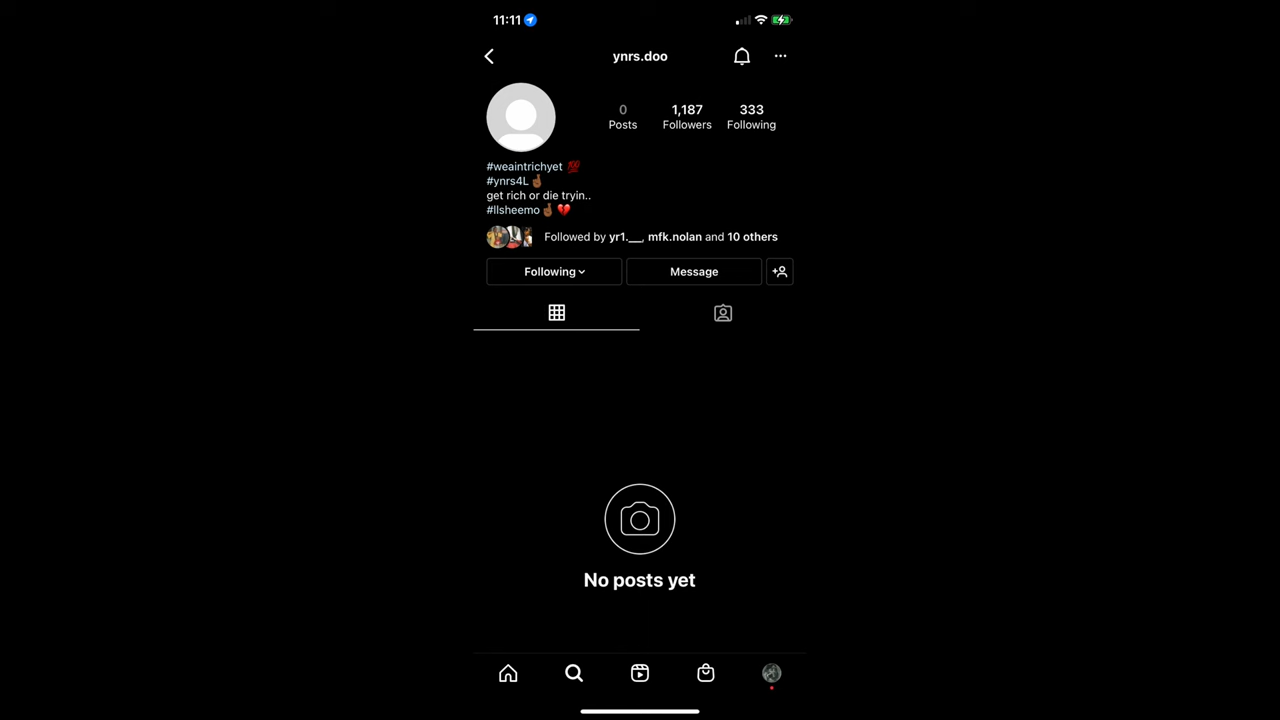 11:11
ynrs.doo
0 1,187 333
Posts Followers Following
#weaintrichyet 💯
#ynrs4L🤞🏾
get rich or die tryin..
#llsheemo🤞🏾💔
Followed by yr1.__, mfk.nolan and 10 others
Following Message
No posts yet